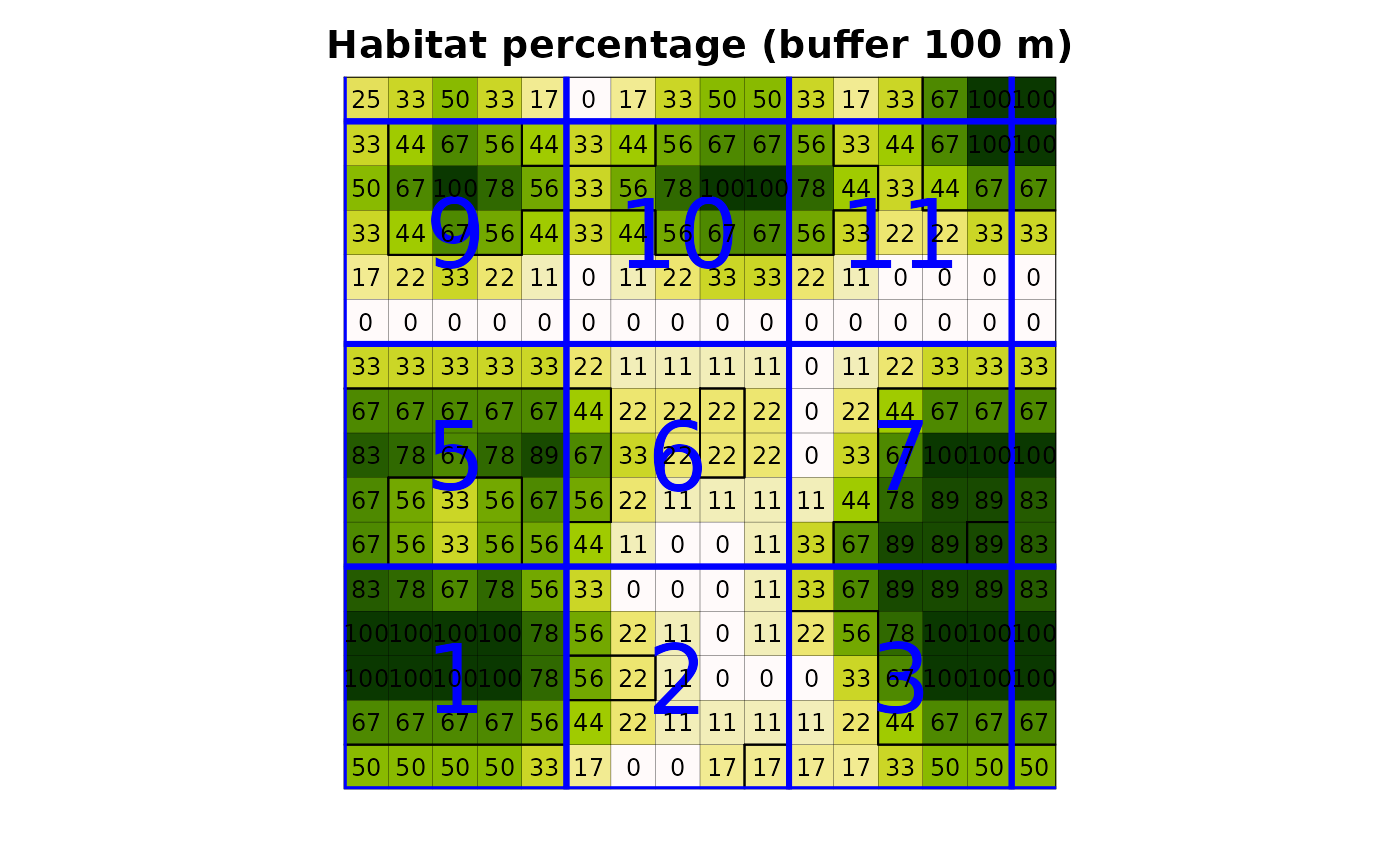 Habitat percentage (buffer 100 m)
25 33 50 33 17 0 17 33 50 50 33 17 33 67 100 100
33 44 67 56 44 33 44 56 67 67 56 33 44 67 100 100
50 67 100 78 56 33 56 78 100 100 78 44 33 44 67 67
9 10 11
33 44 67 56 44 33 44 56 67 67 56 33 22 22 33 33
17 22 33 22 11 0 11 22 33 33 22 11 0 0 0 0
0 0 0 0 0 0 0 0 0 0 0 0 0 0 0 0
33 33 33 33 33 22 11 11 11 11 0 11 22 33 33 33
67 67 67 67 67 44 22 22 22 22 0 22 44 67 67 67
5 6 7
83 78 67 78 89 67 33 22 22 22 0 33 67 100 100 100
67 56 33 56 67 56 22 11 11 11 11 44 78 89 89 83
67 56 33 56 56 44 11 0 0 11 33 67 89 89 89 83
83 78 67 78 56 33 0 0 0 11 33 67 89 89 89 83
100 100 100 100 78 56 22 11 0 11 22 56 78 100 100 100
1 2 3
100 100 100 100 78 56 22 11 0 0 0 33 67 100 100 100
67 67 67 67 56 44 22 11 11 11 11 22 44 67 67 67
50 50 50 50 33 17 0 0 17 17 17 17 33 50 50 50